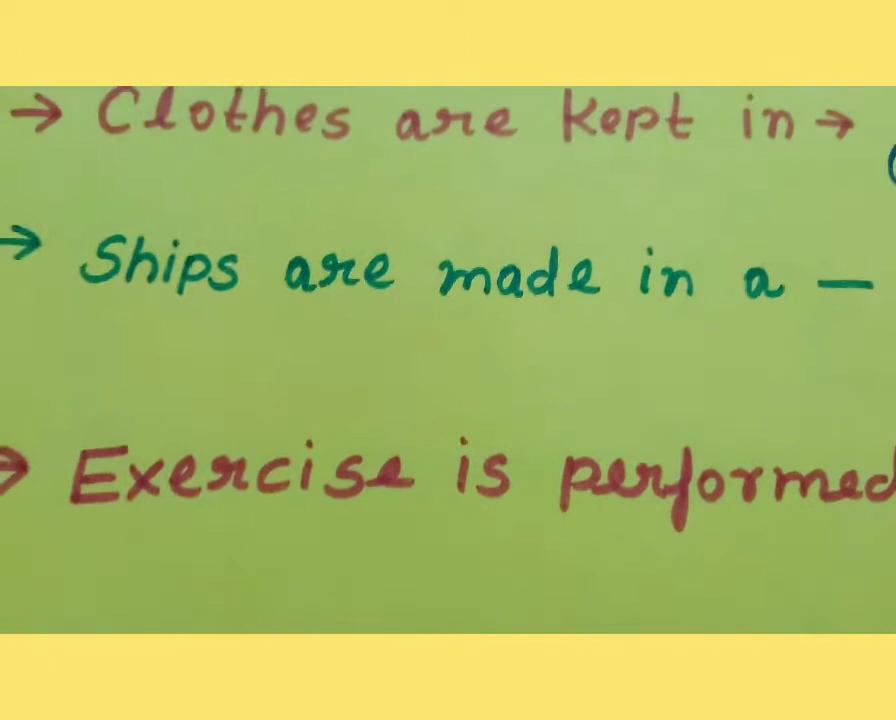 → Clothes are kept in →
→ Ships are made in a —
→ Exercise is performed